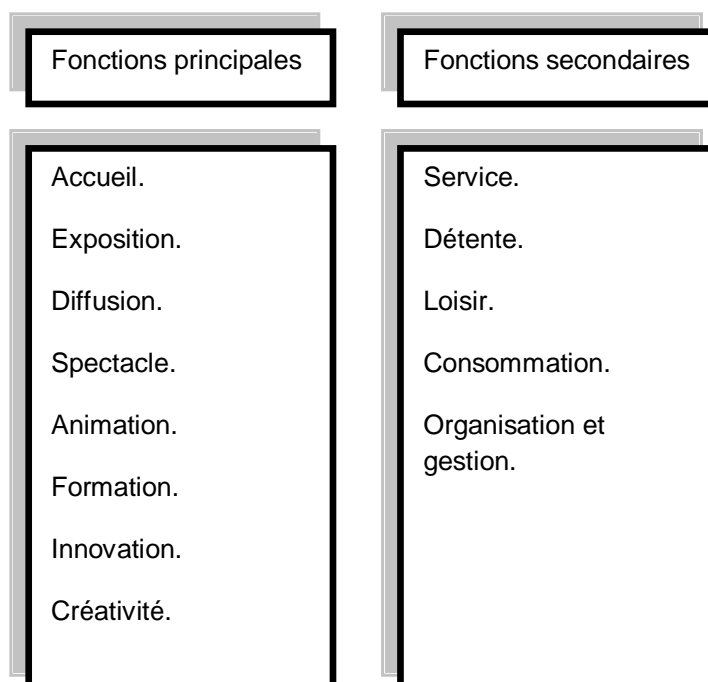 Fonctions principales
Accueil.
Exposition.
Diffusion.
Spectacle.
Animation.
Formation.
Innovation.
Créativité.
Fonctions secondaires
Service.
Détente.
Loisir.
Consommation.
Organisation et
gestion.